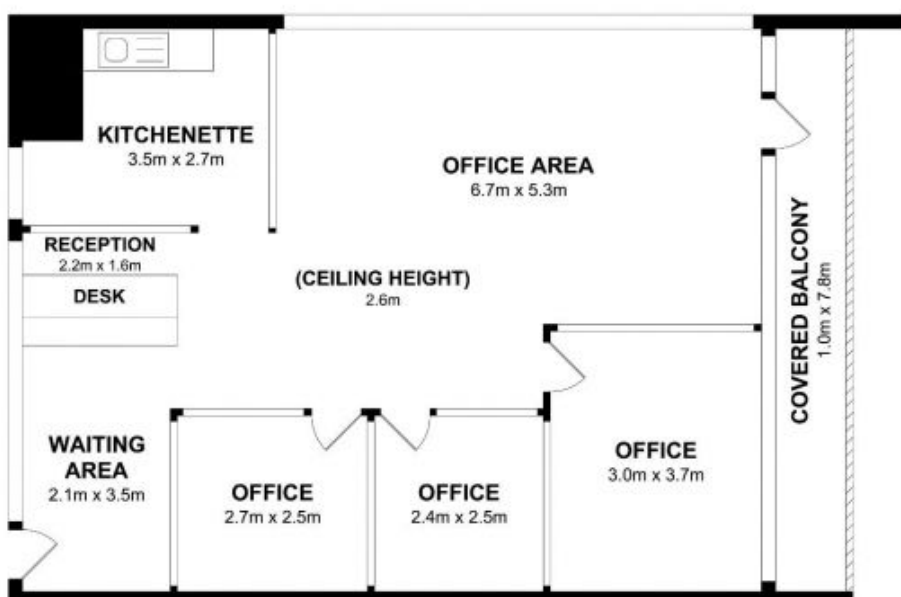 KITCHENETTE
3.5m x 2.7m
OFFICE AREA
6.7m x 5.3m
RECEPTION
2.2m x 1.6m
DESK
(CEILING HEIGHT)
2.6m
COVERED BALCONY
1.0m x 7.8m
WAITING
AREA
2.1m x 3.5m
OFFICE
2.7m x 2.5m
OFFICE
2.4m x 2.5m
OFFICE
3.0m x 3.7m